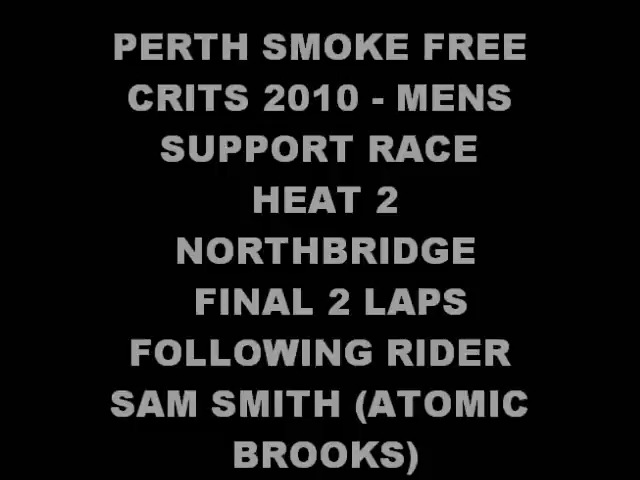 PERTH SMOKE FREE
CRITS 2010 - MENS
SUPPORT RACE
HEAT 2
NORTHBRIDGE
FINAL 2 LAPS
FOLLOWING RIDER
SAM SMITH (ATOMIC
BROOKS)